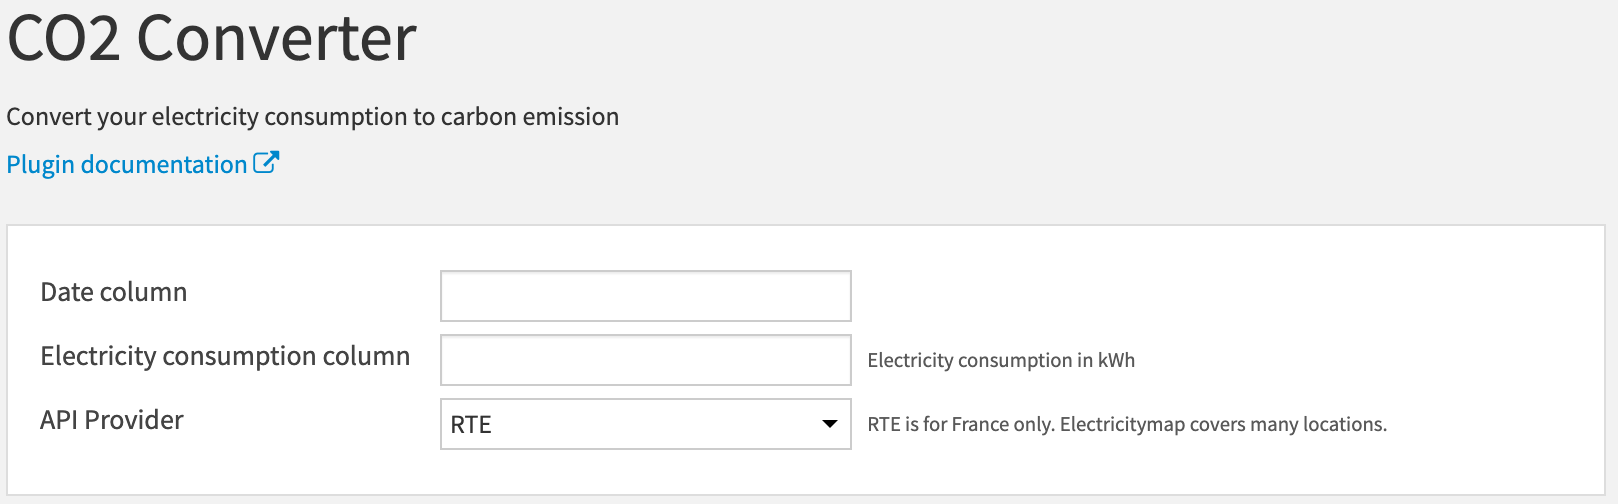 CO2 Converter
Convert your electricity consumption to carbon emission
Plugin documentation
Date column
Electricity consumption column
Electricity consumption in kWh
API Provider
RTE
RTE is for France only. Electricitymap covers many locations.